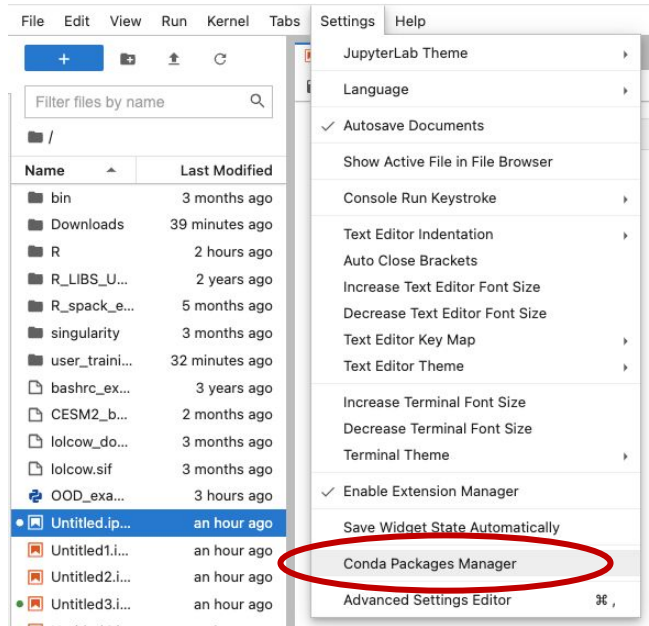 File Edit View Run Kernel Tabs Settings Help
Filter files by name
/
Name Last Modified
bin 3 months ago
Downloads 39 minutes ago
R 2 hours ago
R_LIBS_U... 2 years ago
R_spack_e... 5 months ago
singularity 3 months ago
user_traini... 32 minutes ago
bashrc_ex... 3 years ago
CESM2_b... 2 months ago
lolcow_do... 3 months ago
lolcow.sif 3 months ago
OOD_exa... 3 hours ago
Untitled.ip... an hour ago
Untitled1.i... an hour ago
Untitled2.i... an hour ago
Untitled3.i... an hour ago
JupyterLab Theme
Language
Autosave Documents
Show Active File in File Browser
Console Run Keystroke
Text Editor Indentation
Auto Close Brackets
Increase Text Editor Font Size
Decrease Text Editor Font Size
Text Editor Key Map
Text Editor Theme
Increase Terminal Font Size
Decrease Terminal Font Size
Terminal Theme
Enable Extension Manager
Save Widget State Automatically
Conda Packages Manager
Advanced Settings Editor ⌘ ,